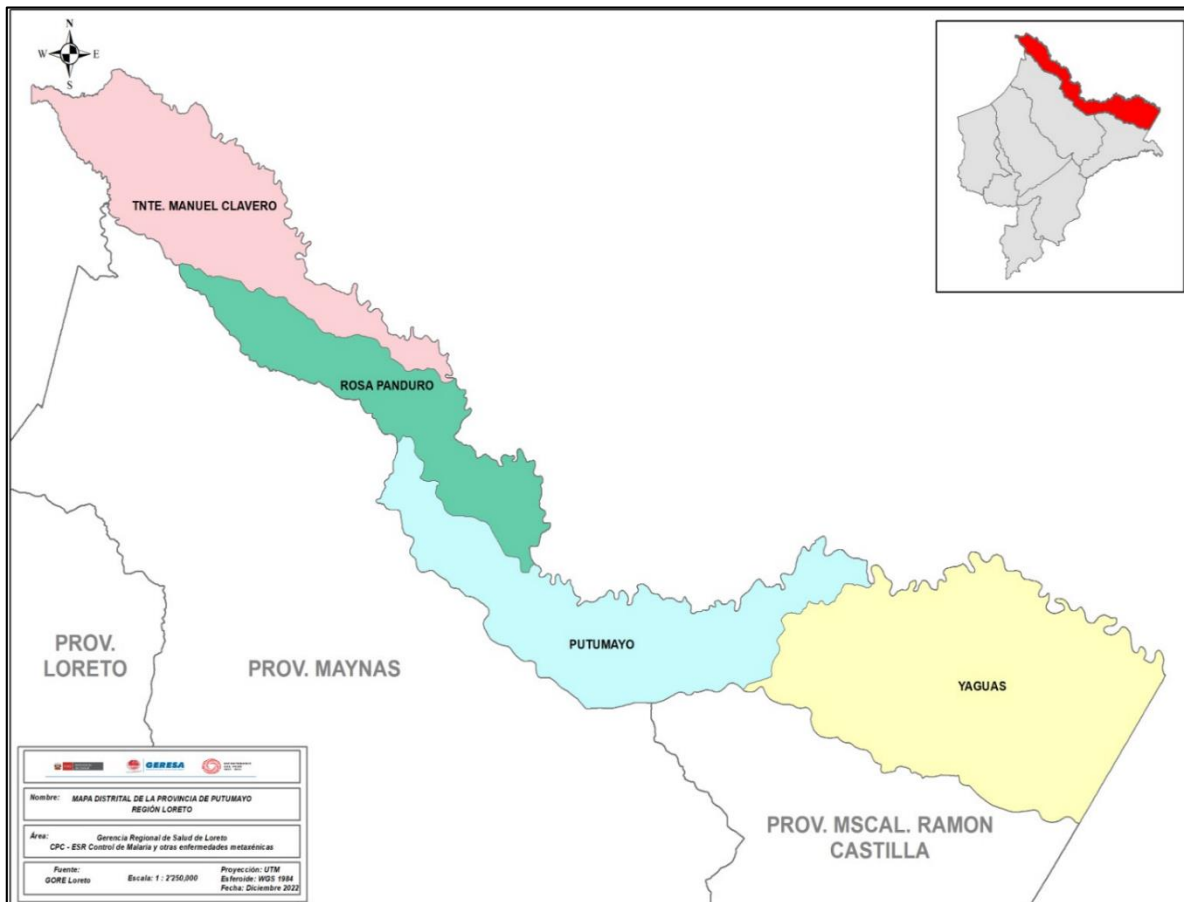 N
W E
S
TNTE. MANUEL CLAVERO
ROSA PANDURO
PUTUMAYO
YAGUAS
PROV.
LORETO
PROV. MAYNAS
PROV. MSCAL. RAMON
CASTILLA
GERESA
Nombre: MAPA DISTRITAL DE LA PROVINCIA DE PUTUMAYO
REGIÓN LORETO
Área: Gerencia Regional de Salud de Loreto
CPC - ESR Control de Malaria y otras enfermedades metaxénicas
Fuente:
GORE Loreto
Escala: 1 : 2'250,000
Proyección: UTM
Esferoide: WGS 1984
Fecha: Diciembre 2022